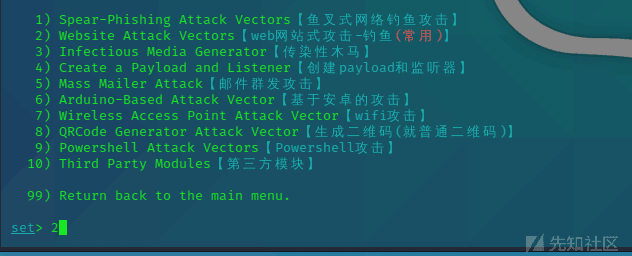 1) Spear-Phishing Attack Vectors【鱼叉式网络钓鱼攻击】
2) Website Attack Vectors【web网站式攻击-钓鱼(常用)】
3) Infectious Media Generator【传染性木马】
4) Create a Payload and Listener【创建payload和监听器】
5) Mass Mailer Attack【邮件群发攻击】
6) Arduino-Based Attack Vector【基于安卓的攻击】
7) Wireless Access Point Attack Vector【wifi攻击】
8) QRCode Generator Attack Vector【生成二维码(就普通二维码)】
9) Powershell Attack Vectors【Powershell攻击】
10) Third Party Modules【第三方模块】
99) Return back to the main menu.
set> 2
先知社区